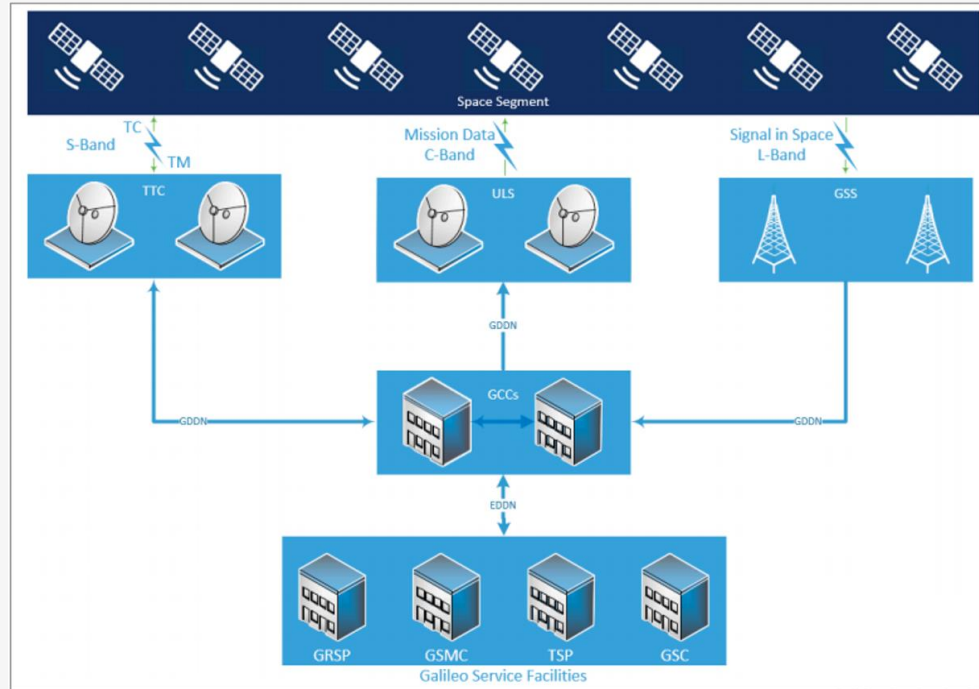 Space Segment
TC
S-Band
TM
Mission Data
C-Band
Signal in Space
L-Band
TTC
ULS
GSS
GDDN
GCCs
GDDN
GDDN
EDDN
GRSP
GSMC
TSP
GSC
Galileo Service Facilities